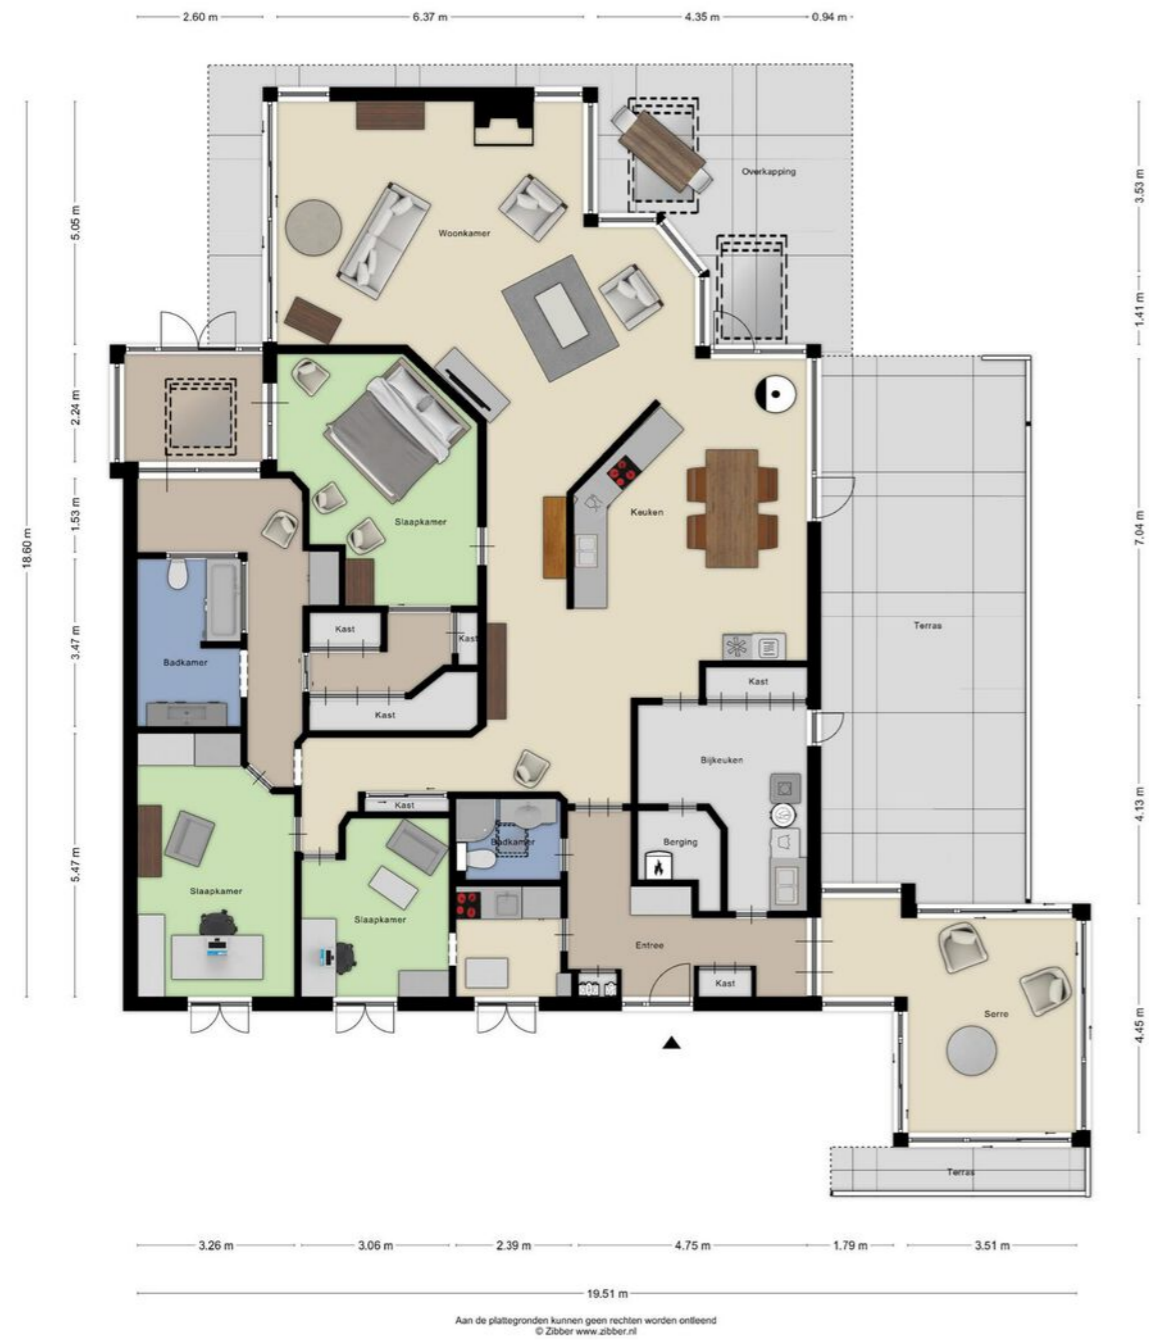 2.60 m
6.37 m
4.35 m
0.94 m
Overkapping
3.53 m
5.05 m
Woonkamer
1.41 m
2.24 m
Slaapkamer
Keuken
1.53 m
18.60 m
7.04 m
Kast
Kast
Terras
3.47 m
Badkamer
Kast
Kast
Bijkeuken
Kast
4.13 m
Badkamer
Berging
5.47 m
Slaapkamer
Slaapkamer
Entree
Kast
Serre
4.45 m
Terras
3.26 m
3.06 m
2.39 m
4.75 m
1.79 m
3.51 m
19.51 m
Aan de plattegronden kunnen geen rechten worden ontleend
© Zibber www.zibber.nl